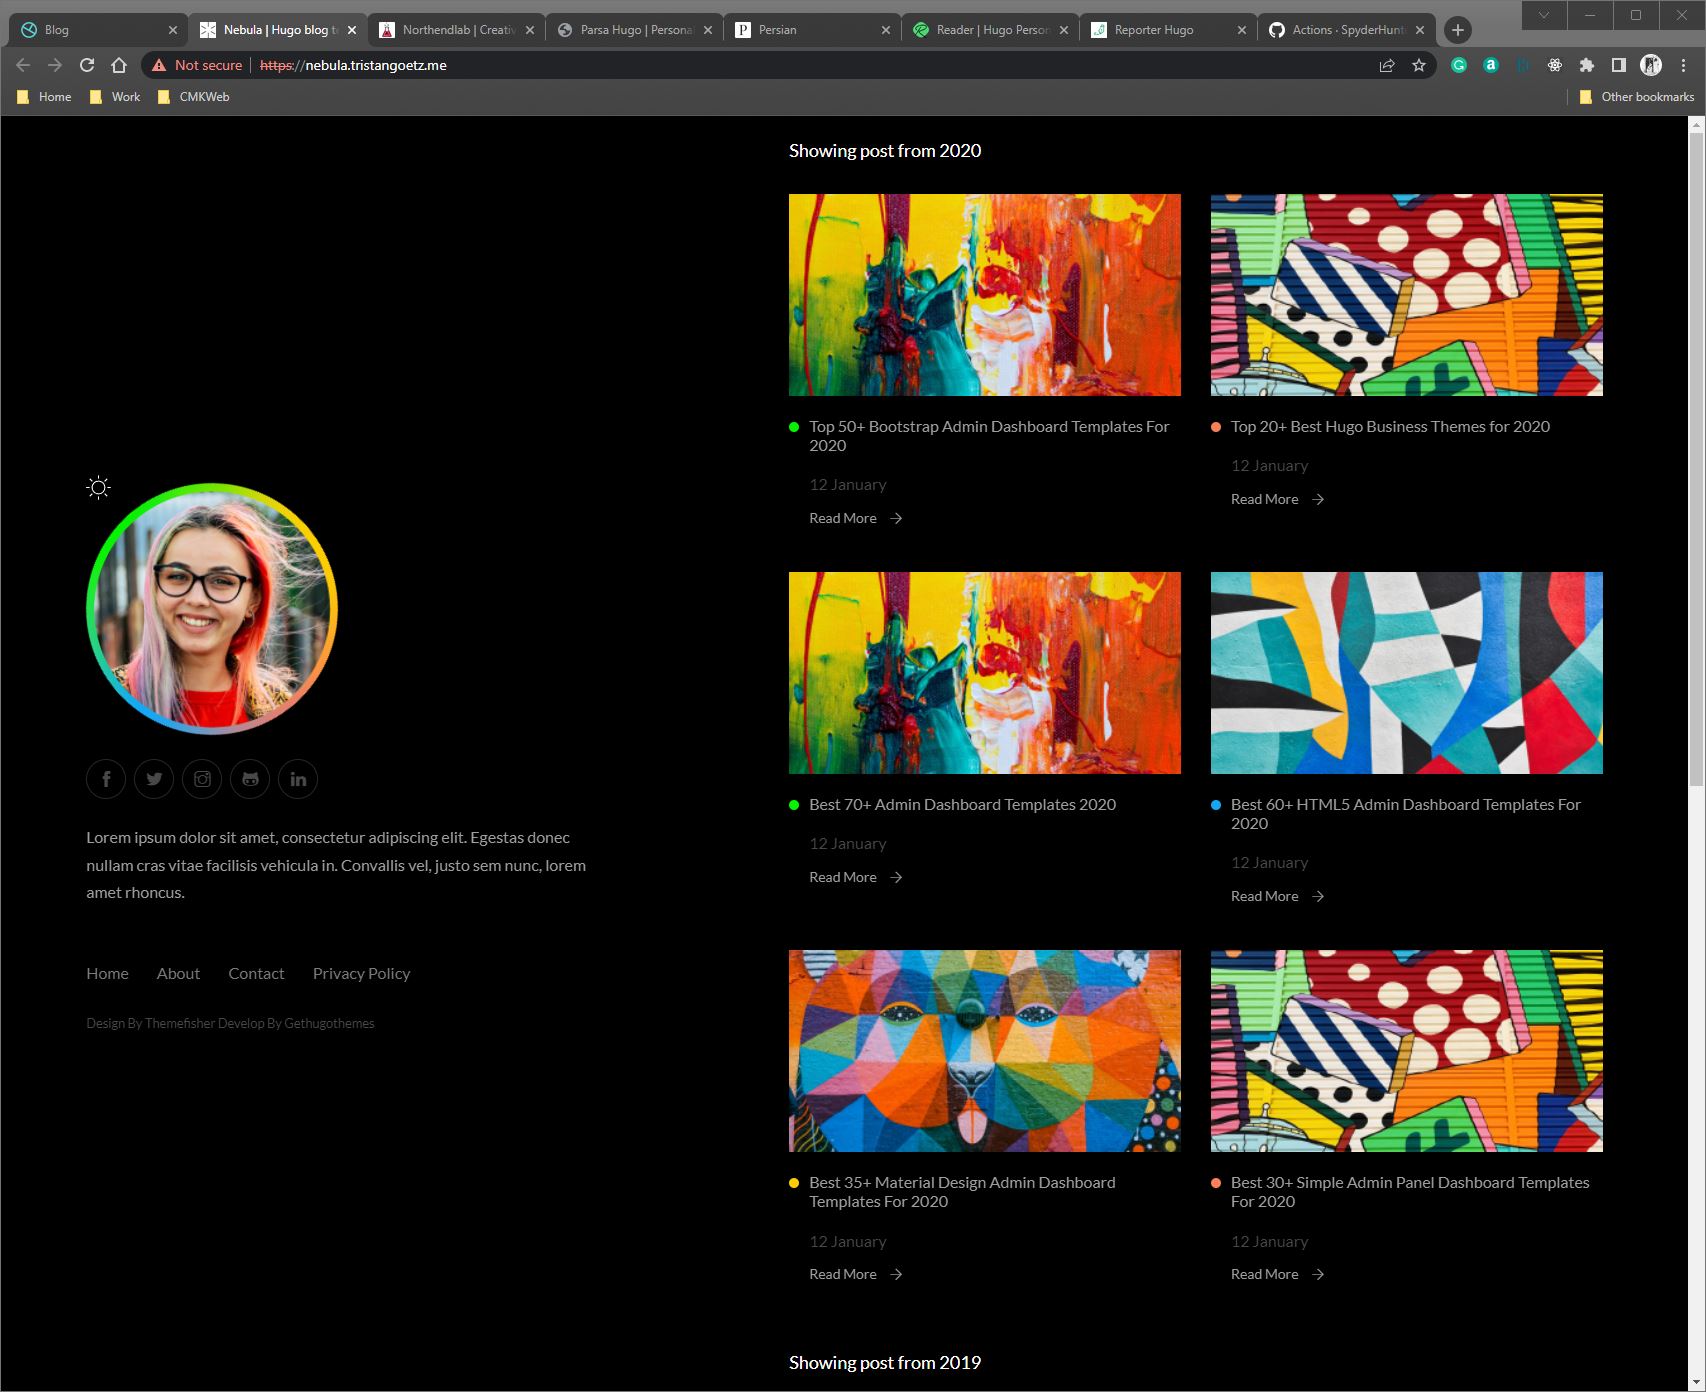 Blog
Nebula | Hugo blog te
Northendlab | Creativ
Parsa Hugo | Persona
Persian
Reader | Hugo Person
Reporter Hugo
Actions · SpyderHunt
Not secure
https://nebula.tristangoetz.me
Home
Work
CMKWeb
Other bookmarks
Showing post from 2020
Top 50+ Bootstrap Admin Dashboard Templates For
2020
12 January
Read More
Top 20+ Best Hugo Business Themes for 2020
12 January
Read More
Best 70+ Admin Dashboard Templates 2020
12 January
Read More
Best 60+ HTML5 Admin Dashboard Templates For
2020
12 January
Read More
Lorem ipsum dolor sit amet, consectetur adipiscing elit. Egestas donec
nullam cras vitae facilisis vehicula in. Convallis vel, justo sem nunc, lorem
amet rhoncus.
Home
About
Contact
Privacy Policy
Design By Themefisher Develop By Gethugothemes
Best 35+ Material Design Admin Dashboard
Templates For 2020
12 January
Read More
Best 30+ Simple Admin Panel Dashboard Templates
For 2020
12 January
Read More
Showing post from 2019